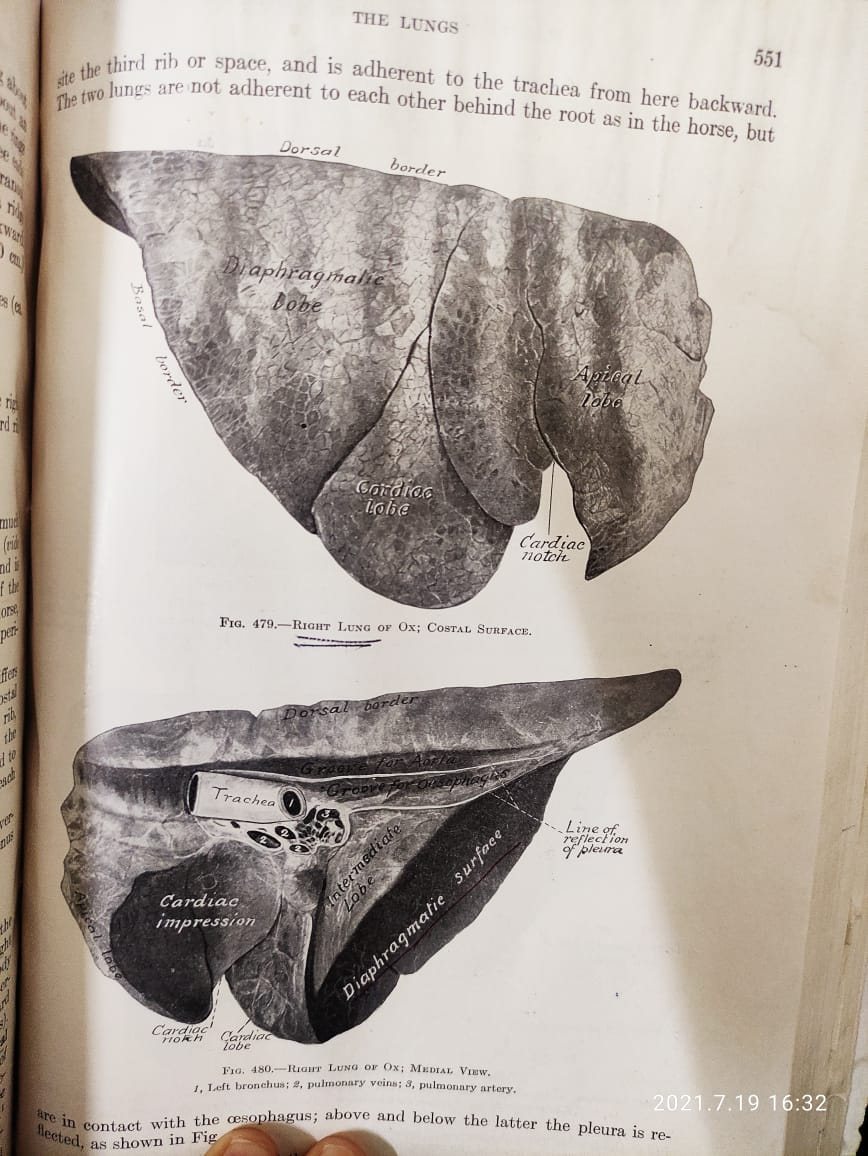 THE LUNGS
551
site the third rib or space, and is adherent to the trachea from here backward.
The two lungs are not adherent to each other behind the root as in the horse, but
Dorsal border
Diaphragmatic
lobe
Basal border
Apical
lobe
Cardiac
lobe
Cardiac
notch
FIG. 479.—RIGHT LUNG OF OX; COSTAL SURFACE.
Dorsal border
Groove for Aorta
Groove for Œsophagus
Trachea
1
3
2
2
2
Line of
reflection
of pleura
Intermediate
Lobe
Cardiac
impression
Diaphragmatic surface
Apical lobe
Cardiac
notch
Cardiac
lobe
FIG. 480.—RIGHT LUNG OF OX; MEDIAL VIEW.
1, Left bronchus; 2, pulmonary veins; 3, pulmonary artery.
are in contact with the œsophagus; above and below the latter the pleura is re-
flected, as shown in Fig
2021.7.19 16:32